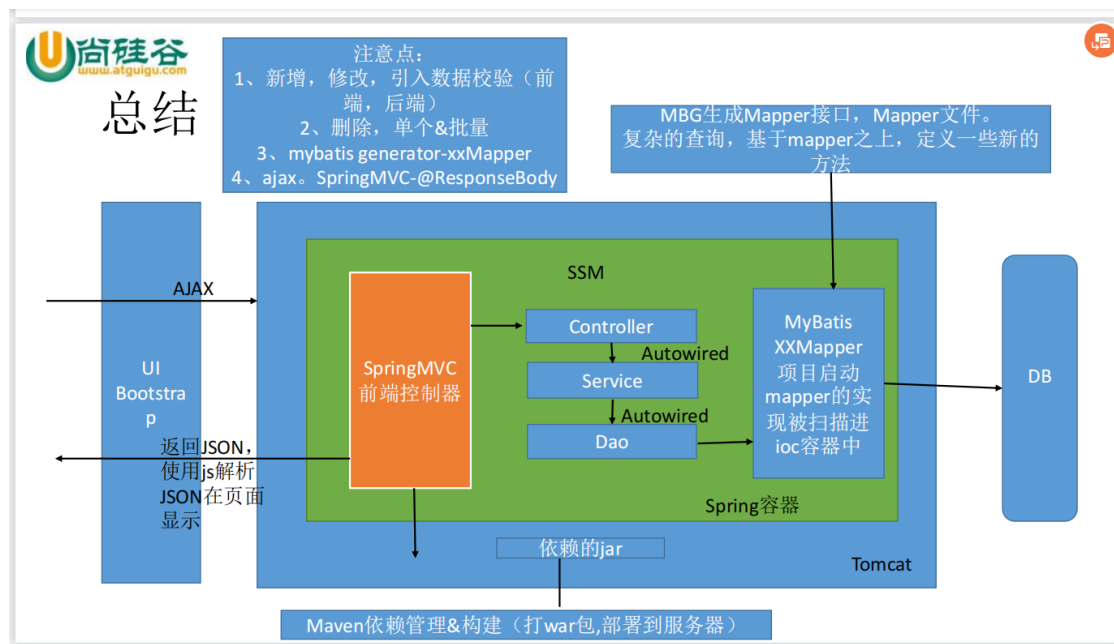 尚硅谷
www.atguigu.com
总结
注意点：
1、新增，修改，引入数据校验（前
端，后端）
2、删除，单个&批量
3、mybatis generator-xxMapper
4、ajax。SpringMVC-@ResponseBody
MBG生成Mapper接口，Mapper文件。
复杂的查询，基于mapper之上，定义一些新的
方法
AJAX
UI
Bootstra
p
返回JSON，
使用js解析
JSON在页面
显示
SSM
SpringMVC
前端控制器
Controller
Autowired
Service
Autowired
Dao
MyBatis
XXMapper
项目启动
mapper的实
现被扫描进
ioc容器中
Spring容器
DB
依赖的jar
Tomcat
Maven依赖管理&构建（打war包,部署到服务器）